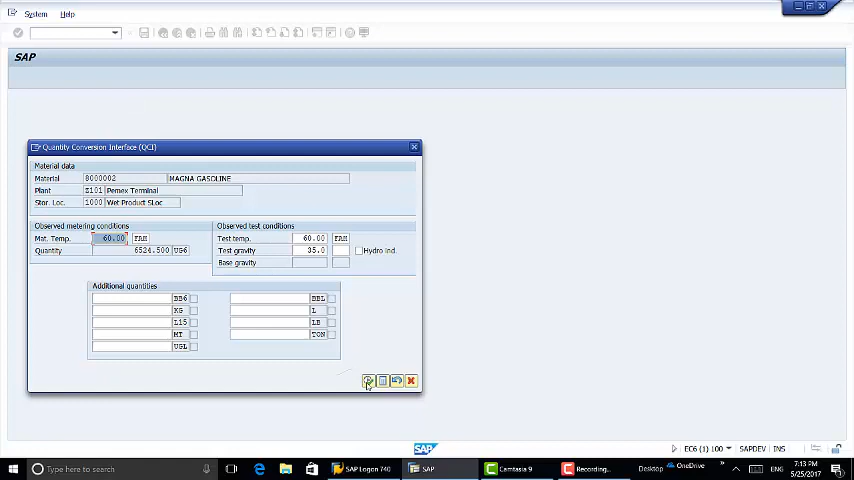 System Help
SAP
Quantity Conversion Interface (QCI)
Material data
Material 8000002 MAGNA GASOLINE
Plant Z101 Pemex Terminal
Stor. Loc. 1000 Wet Product SLoc
Observed metering conditions Observed test conditions
Mat. Temp. 60.00 FAH Test temp. 60.00 FAH
Quantity 6524.500 UG6 Test gravity 35.0 Hydro Ind.
Base gravity
Additional quantities
BB6 BBL
KG L
L15 LB
MT TON
UGL
SAP EC6 (1) 100 SAPDEV INS
Type here to search SAP Logon 740 SAP Camtasia 9 Recording... Desktop OneDrive ENG 7:13 PM
5/25/2017